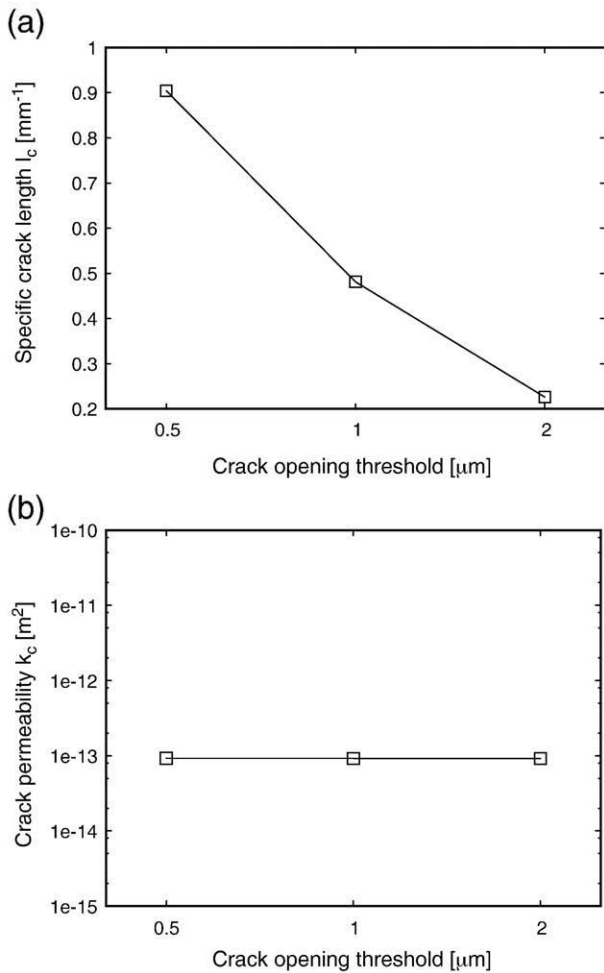 (a)
1
0.9
0.8
0.7
0.6
0.5
0.4
0.3
0.2
Specific crack length l_c [mm⁻¹]
0.5 1 2
Crack opening threshold [μm]
(b)
1e-10
1e-11
1e-12
1e-13
1e-14
1e-15
Crack permeability k_c [m²]
0.5 1 2
Crack opening threshold [μm]